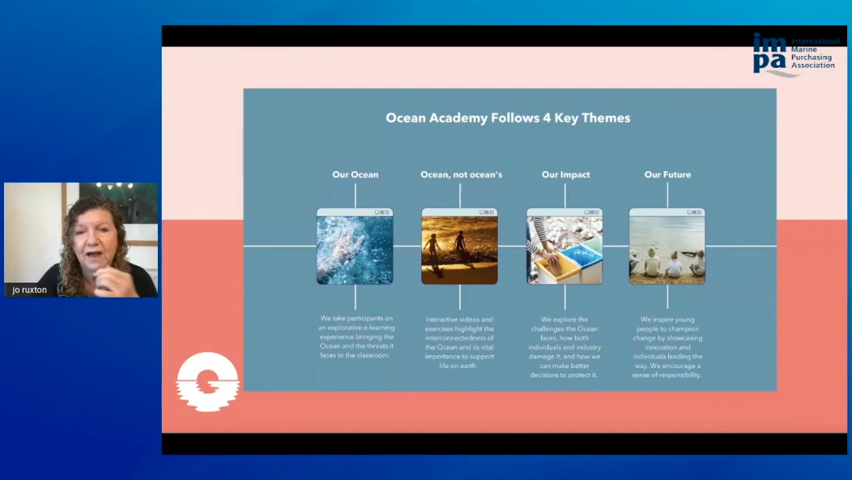 impa International
Marine
Purchasing
Association
Ocean Academy Follows 4 Key Themes
Our Ocean
We take participants on
an explorative e-learning
experience bringing the
Ocean and the threats it
faces to the classroom.
Ocean, not ocean's
Interactive videos and
exercises highlight the
interconnectedness of
the Ocean and its vital
importance to support
life on earth.
Our Impact
We explore the
challenges the Ocean
faces, how both
individuals and industry
damage it, and how we
can make better
decisions to protect it.
Our Future
We inspire young
people to champion
change by showcasing
innovation and
individuals leading the
way. We encourage a
sense of responsibility.
jo ruxton